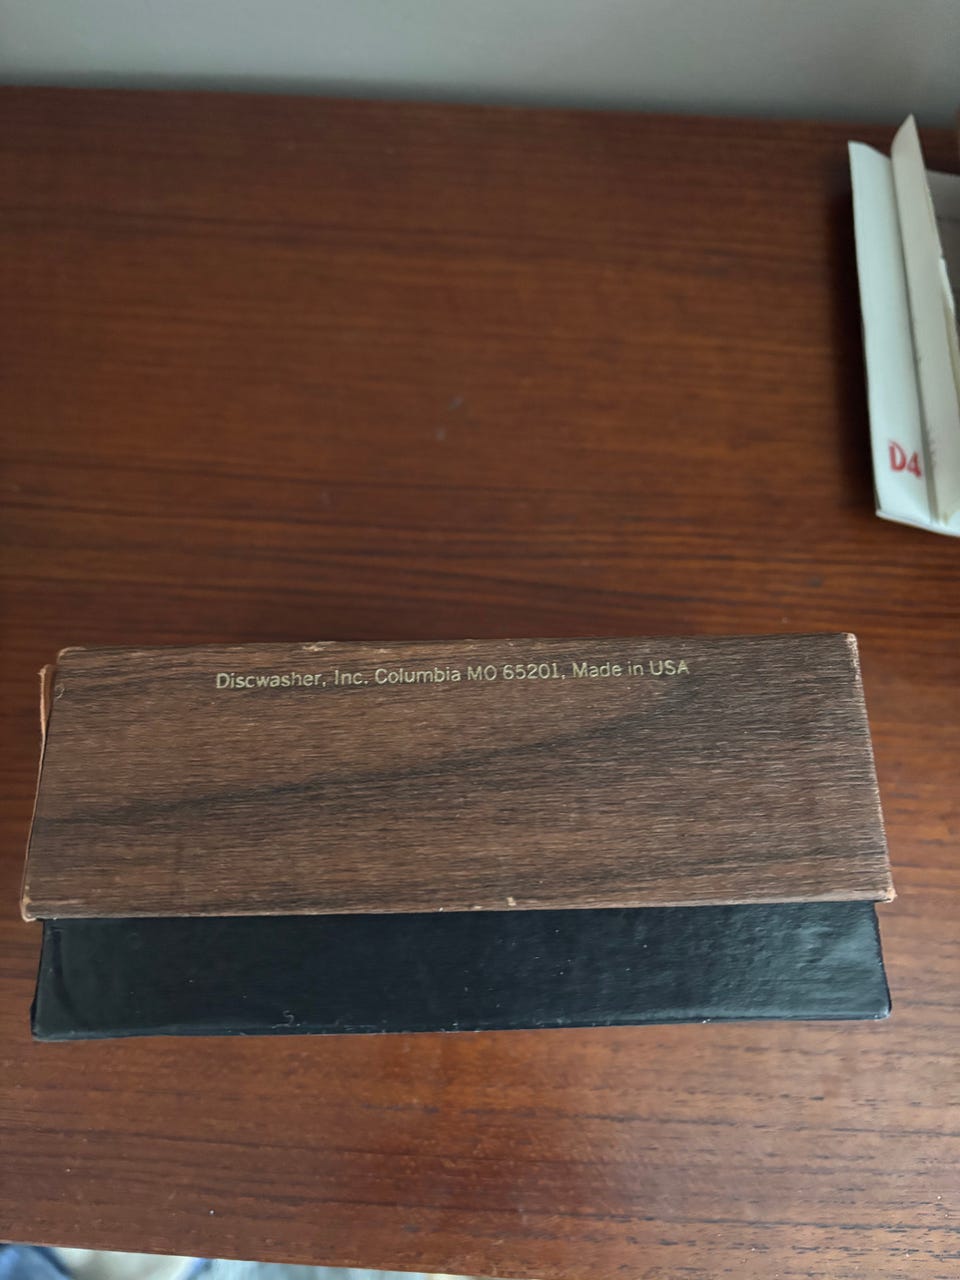 D4
Discwasher, Inc. Columbia MO 65201, Made in USA